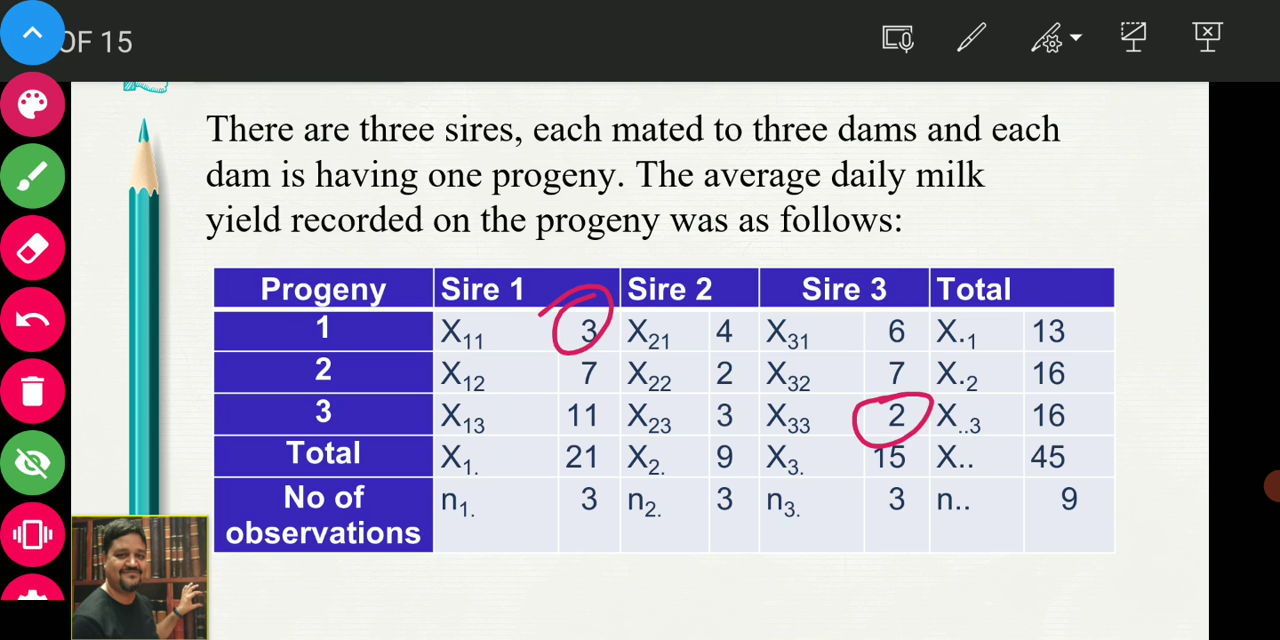 OF 15
There are three sires, each mated to three dams and each
dam is having one progeny. The average daily milk
yield recorded on the progeny was as follows:
Progeny Sire 1 Sire 2 Sire 3 Total
1 X11 3 X21 4 X31 6 X.1 13
2 X12 7 X22 2 X32 7 X.2 16
3 X13 11 X23 3 X33 2 X..3 16
Total X1. 21 X2. 9 X3. 15 X.. 45
No of observations n1. 3 n2. 3 n3. 3 n.. 9